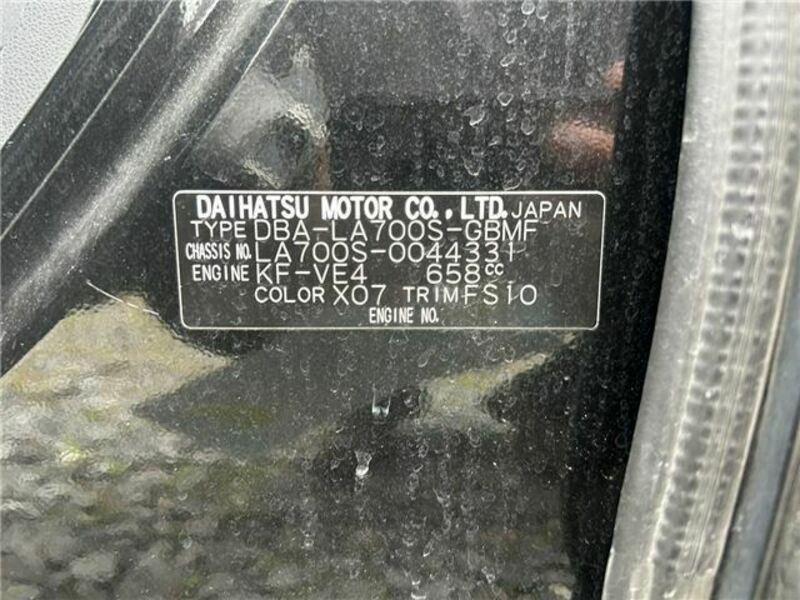 DAIHATSU MOTOR CO., LTD. JAPAN
TYPE DBA-LA700S-GBMF
CHASSIS NO. LA700S-0044331
ENGINE KF-VE4 658cc
COLOR X07 TRIM FS10
ENGINE NO.